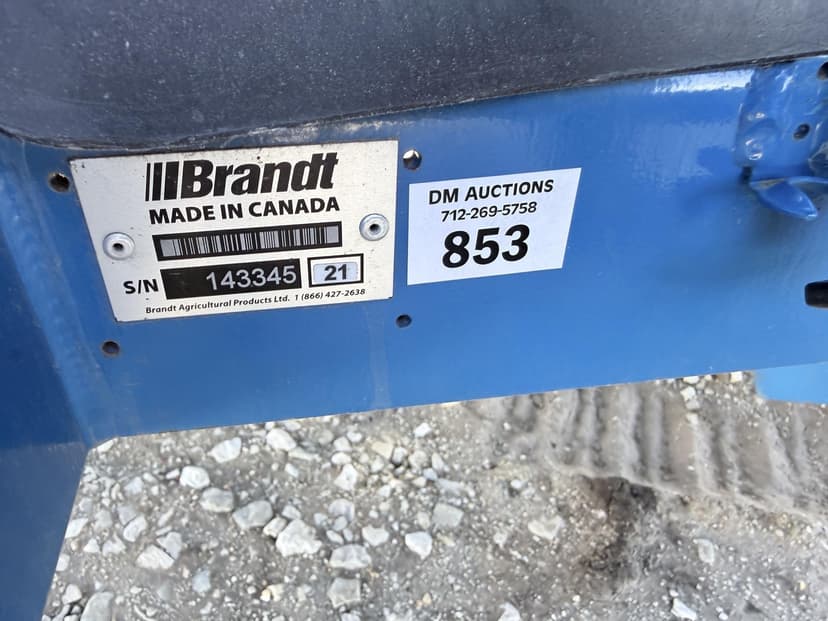 Brandt
MADE IN CANADA
S/N 143345 21
Brandt Agricultural Products Ltd. 1 (866) 427-2638
DM AUCTIONS
712-269-5758
853